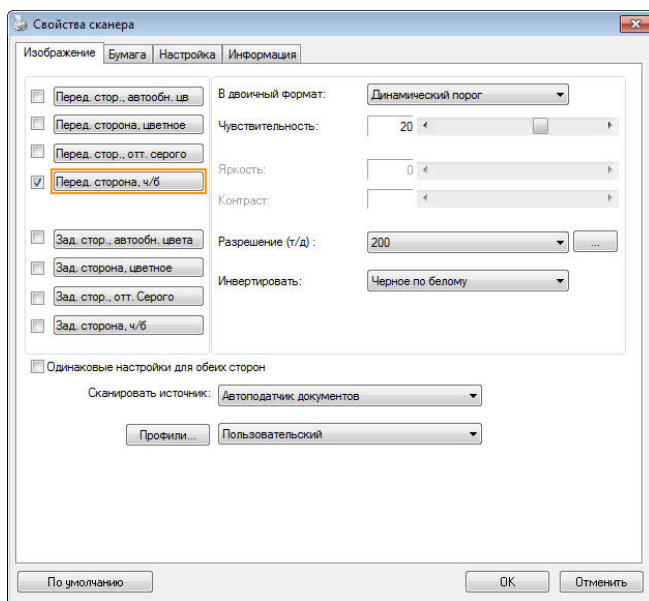 Свойства сканера
Изображение Бумага Настройка Информация
Перед. стор., автообн. цв
В двоичный формат: Динамический порог
Перед. сторона, цветное
Чувствительность: 20
Перед. стор., отт. серого
Яркость: 0
Перед. сторона, ч/б
Контраст:
Зад. стор., автообн. цвета
Разрешение (т/д) : 200 ...
Зад. сторона, цветное
Инвертировать: Черное по белому
Зад. стор., отт. Серого
Зад. сторона, ч/б
Одинаковые настройки для обеих сторон
Сканировать источник: Автоподатчик документов
Профили... Пользовательский
По умолчанию OK Отменить